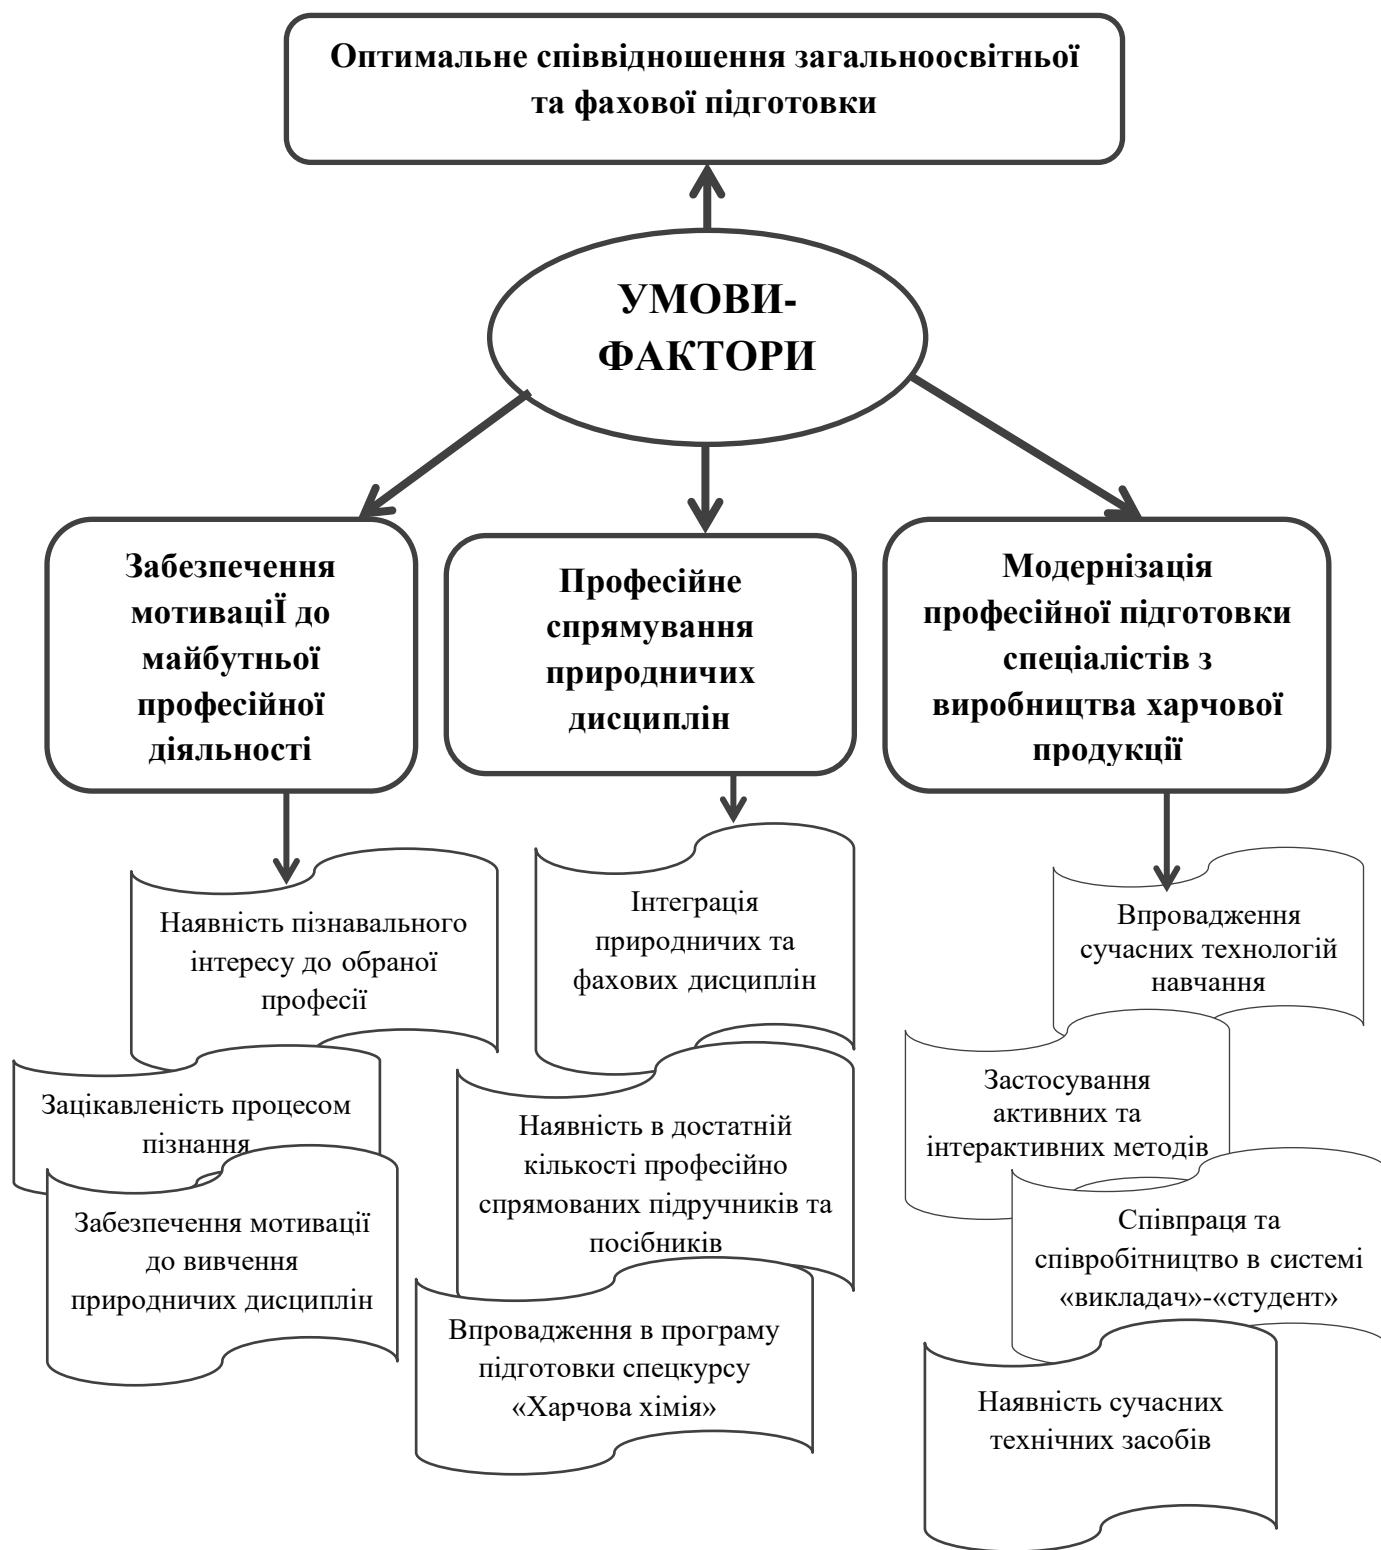 Оптимальне співвідношення загальноосвітньої
та фахової підготовки
УМОВИ-
ФАКТОРИ
Забезпечення
мотивації до
майбутньої
професійної
діяльності
Професійне
спрямування
природничих
дисциплін
Модернізація
професійної підготовки
спеціалістів з
виробництва харчової
продукції
Наявність пізнавального
інтересу до обраної
професії
Зацікавленість процесом
пізнання
Забезпечення мотивації
до вивчення
природничих дисциплін
Інтеграція
природничих та
фахових дисциплін
Наявність в достатній
кількості професійно
спрямованих підручників та
посібників
Впровадження в програму
підготовки спецкурсу
«Харчова хімія»
Впровадження
сучасних технологій
навчання
Застосування
активних та
інтерактивних методів
Співпраця та
співробітництво в системі
«викладач»-«студент»
Наявність сучасних
технічних засобів